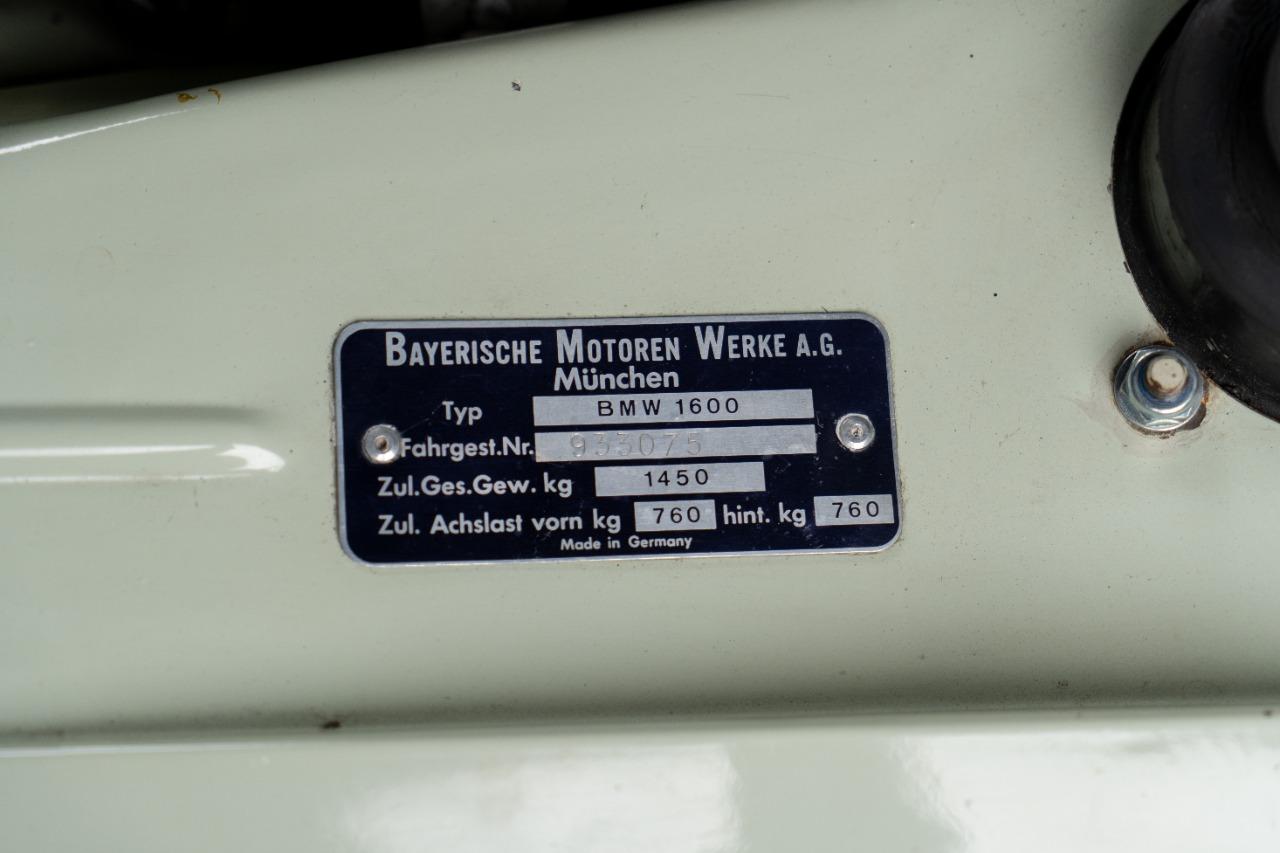 BAYERISCHE MOTOREN WERKE A.G.
München
Typ BMW 1600
Fahrgest.Nr. 933075
Zul.Ges.Gew. kg 1450
Zul. Achslast vorn kg 760 hint. kg 760
Made in Germany